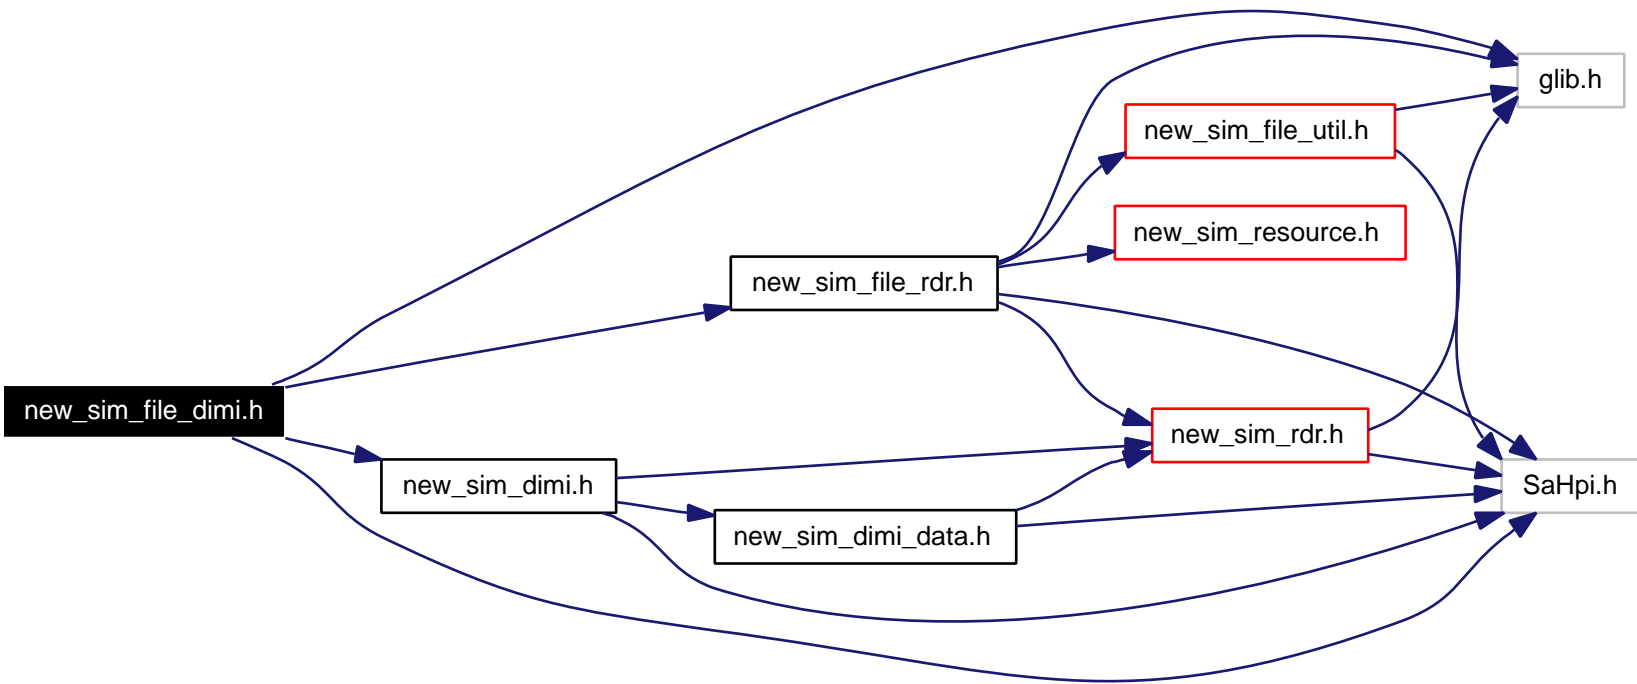 glib.h
new_sim_file_util.h
new_sim_resource.h
new_sim_file_rdr.h
new_sim_file_dimi.h
new_sim_rdr.h
new_sim_dimi.h
SaHpi.h
new_sim_dimi_data.h